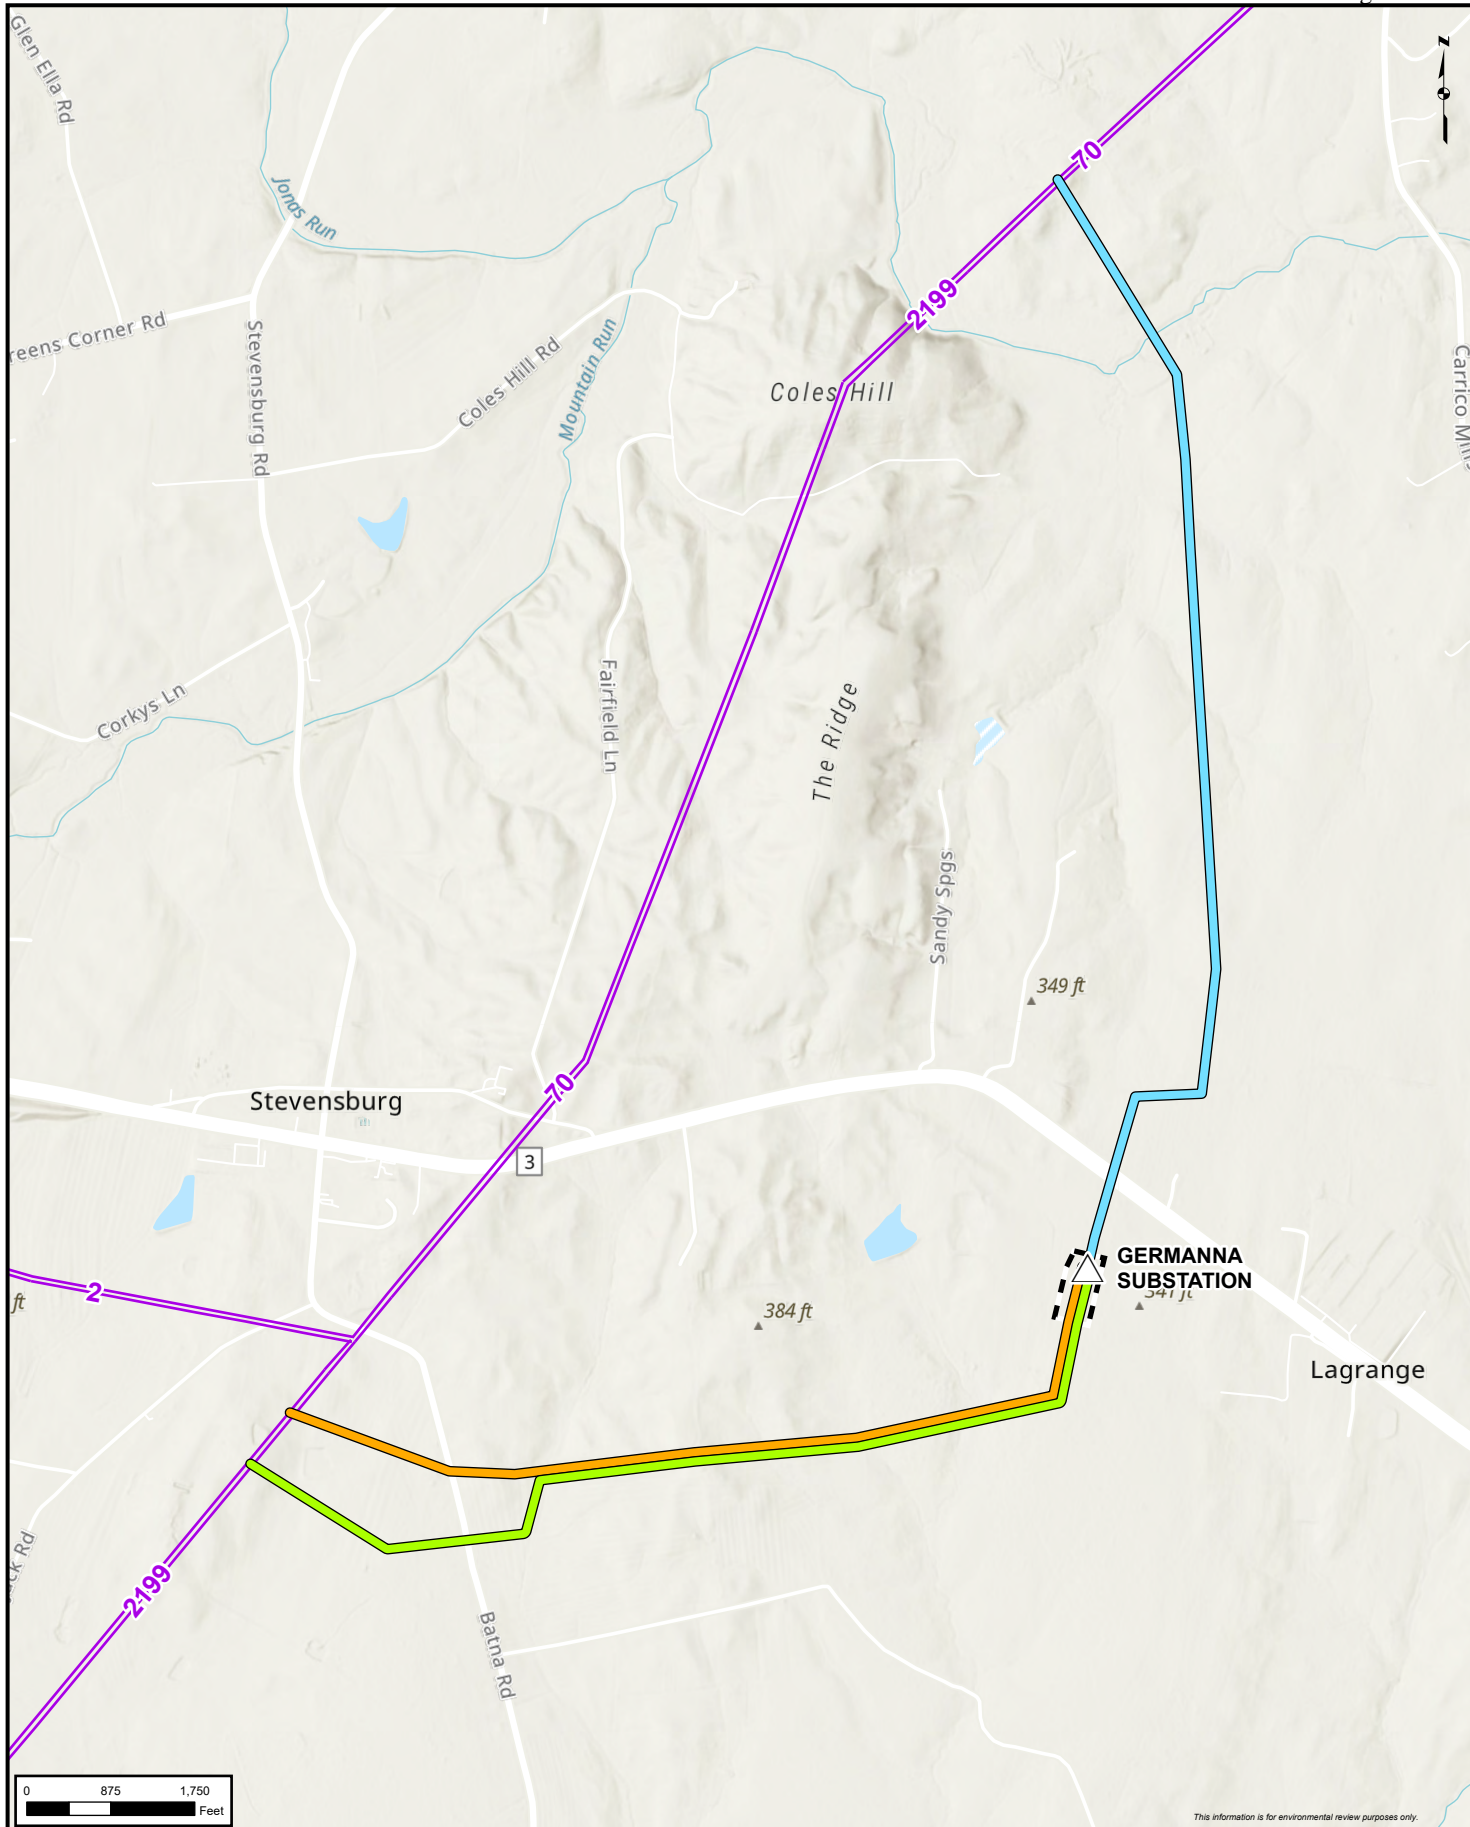 Glen Ella Rd
N
70
Jonas Run
2199
reens Corner Rd
Stevensburg Rd
Coles Hill Rd
Mountain Run
Coles Hill
Carrico
Fairfield Ln
The Ridge
Corkys Ln
Sandy Spgs
349 ft
70
Stevensburg
3
GERMANNA
SUBSTATION
2
ft
384 ft
Lagrange
ck Rd
2199
Batna Rd
0 875 1,750
Feet
This information is for environmental review purposes only.